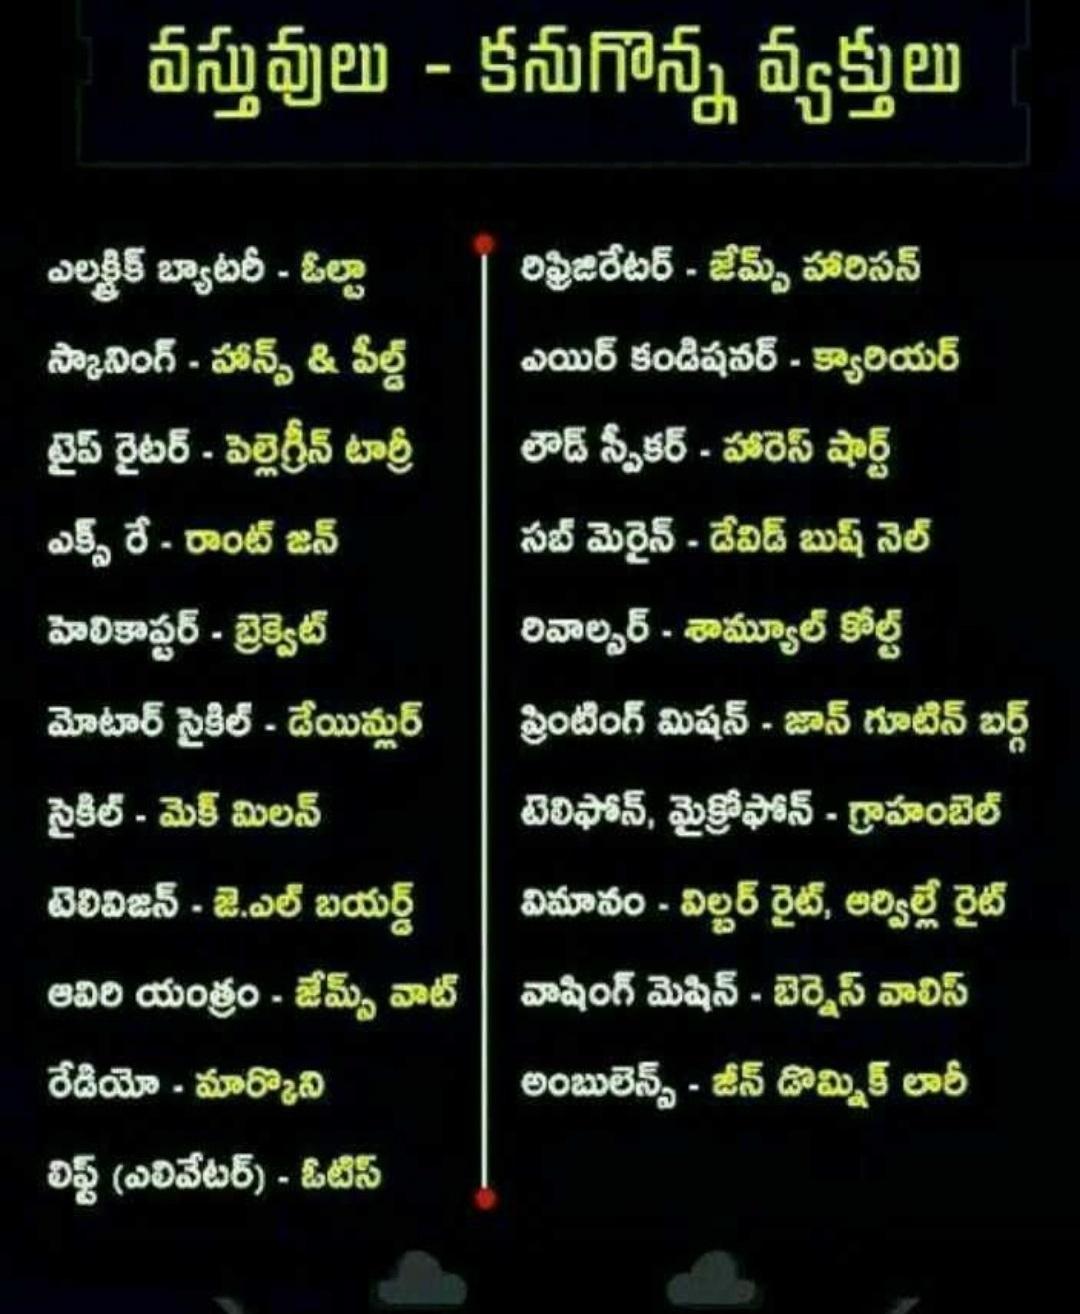 వస్తువులు - కనుగొన్న వ్యక్తులు
ఎలక్ట్రిక్ బ్యాటరీ - ఓల్టా
స్కానింగ్ - హాన్స్ & పీల్డ్
టైప్ రైటర్ - పెల్లెగ్రీన్ టార్రీ
ఎక్స్ రే - రాంట్ జన్
హెలికాప్టర్ - బ్రెక్వెట్
మోటార్ సైకిల్ - డేయిమ్లర్
సైకిల్ - మెక్ మిలన్
టెలివిజన్ - జె.ఎల్ బయర్డ్
ఆవిరి యంత్రం - జేమ్స్ వాట్
రేడియో - మార్కొని
లిఫ్ట్ (ఎలివేటర్) - ఓటిస్
రిఫ్రిజిరేటర్ - జేమ్స్ హారిసన్
ఎయిర్ కండిషనర్ - క్యారియర్
లౌడ్ స్పీకర్ - హారెస్ షార్ట్
సబ్ మెరైన్ - డేవిడ్ బుష్ నెల్
రివాల్వర్ - శామ్యూల్ కోల్ట్
ప్రింటింగ్ మిషన్ - జాన్ గూటిన్ బర్గ్
టెలిఫోన్, మైక్రోఫోన్ - గ్రాహంబెల్
విమానం - విల్బర్ రైట్, ఆర్విల్లే రైట్
వాషింగ్ మెషిన్ - బెర్నెస్ వాలిస్
అంబులెన్స్ - జీన్ డొమ్నిక్ లారీ